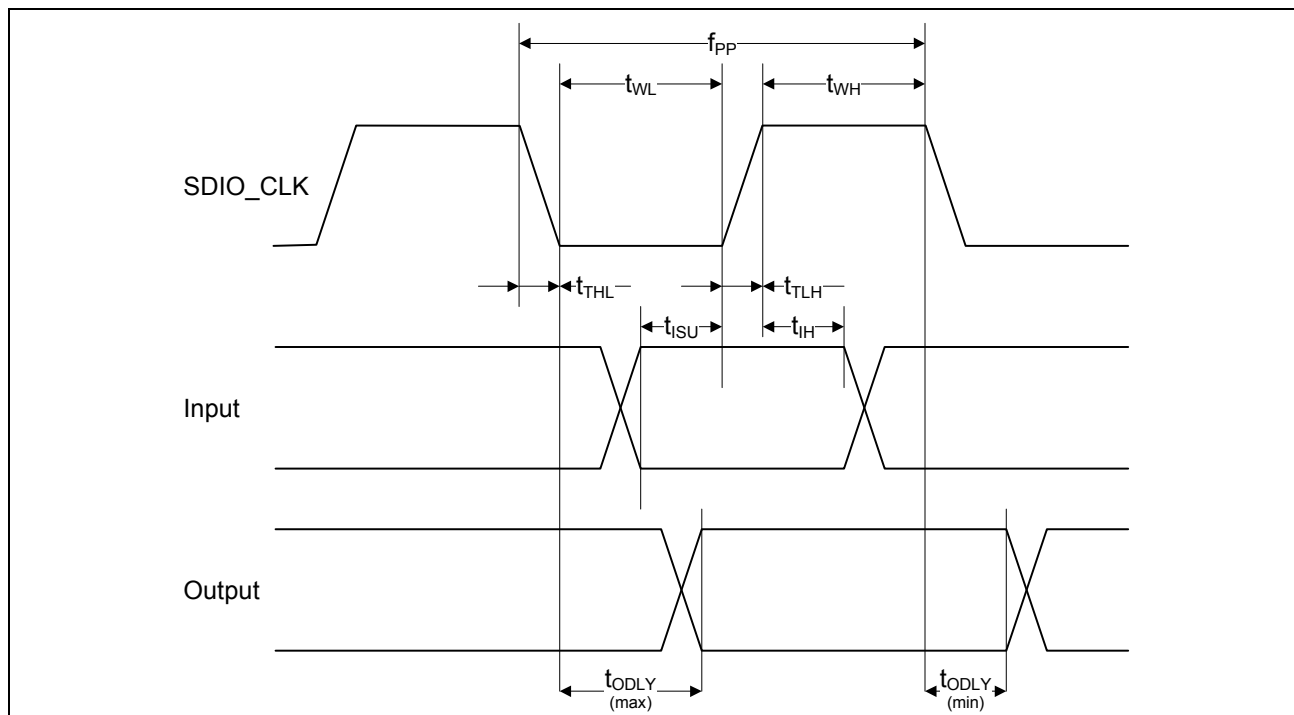 fPP
tWL
tWH
SDIO_CLK
tTHL
tTLH
tISU
tIH
Input
Output
tODLY
(max)
tODLY
(min)